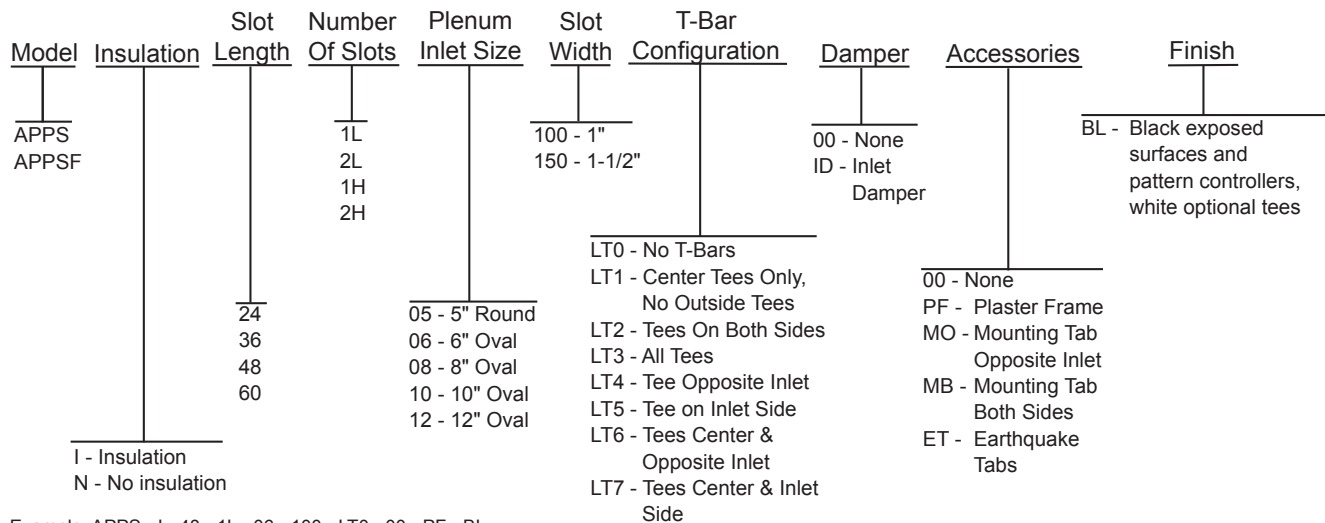 Model
Insulation
Slot
Length
Number
Of Slots
Plenum
Inlet Size
Slot
Width
T-Bar
Configuration
Damper
Accessories
Finish
APPS
APPSF
I - Insulation
N - No insulation
24
36
48
60
1L
2L
1H
2H
05 - 5" Round
06 - 6" Oval
08 - 8" Oval
10 - 10" Oval
12 - 12" Oval
100 - 1"
150 - 1-1/2"
LT0 - No T-Bars
LT1 - Center Tees Only,
No Outside Tees
LT2 - Tees On Both Sides
LT3 - All Tees
LT4 - Tee Opposite Inlet
LT5 - Tee on Inlet Side
LT6 - Tees Center &
Opposite Inlet
LT7 - Tees Center & Inlet
Side
00 - None
ID - Inlet
Damper
00 - None
PF - Plaster Frame
MO - Mounting Tab
Opposite Inlet
MB - Mounting Tab
Both Sides
ET - Earthquake
Tabs
BL - Black exposed
surfaces and
pattern controllers,
white optional tees